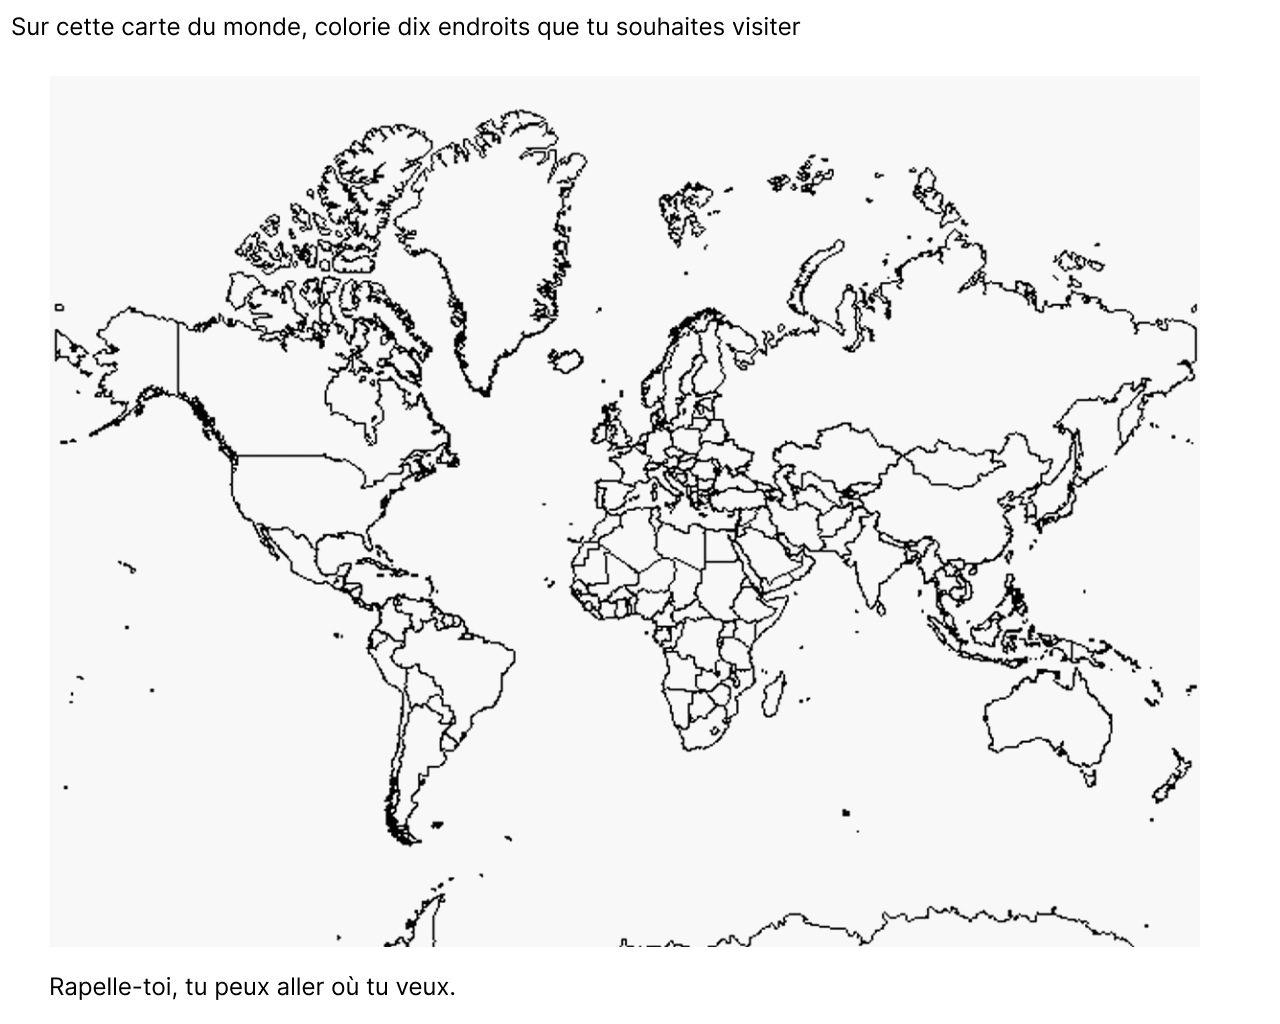 Sur cette carte du monde, colorie dix endroits que tu souhaites visiter
Rapelle-toi, tu peux aller où tu veux.